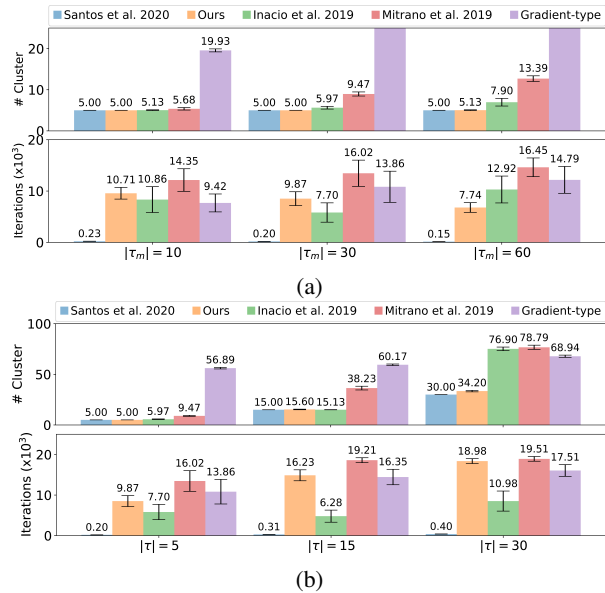 Santos et al. 2020 Ours Inacio et al. 2019 Mitrano et al. 2019 Gradient-type
# Cluster
20
10
0
5.00 5.00 5.13 5.68 19.93
5.00 5.00 5.97 9.47
5.00 5.13 7.90 13.39
Iterations (x10³)
20
10
0
0.23 10.71 10.86 14.35 9.42
0.20 9.87 7.70 16.02 13.86
0.15 7.74 12.92 16.45 14.79
|τₘ| = 10 |τₘ| = 30 |τₘ| = 60
(a)
Santos et al. 2020 Ours Inacio et al. 2019 Mitrano et al. 2019 Gradient-type
# Cluster
100
50
0
5.00 5.00 5.97 9.47 56.89
15.00 15.60 15.13 38.23 60.17
30.00 34.20 76.90 78.79 68.94
Iterations (x10³)
20
10
0
0.20 9.87 7.70 16.02 13.86
0.31 16.23 6.28 19.21 16.35
0.40 18.98 10.98 19.51 17.51
|τ| = 5 |τ| = 15 |τ| = 30
(b)